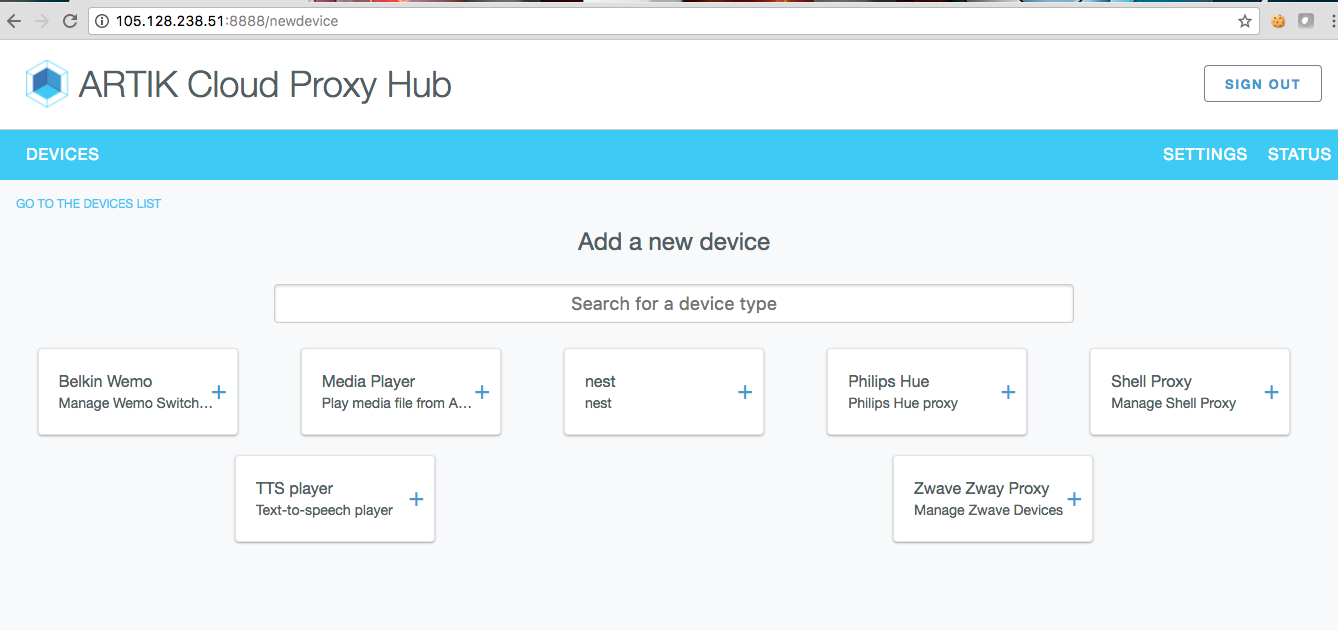 105.128.238.51:8888/newdevice
ARTIK Cloud Proxy Hub
SIGN OUT
DEVICES
SETTINGS
STATUS
GO TO THE DEVICES LIST
Add a new device
Search for a device type
Belkin Wemo
Manage Wemo Switch...
Media Player
Play media file from A...
nest
nest
Philips Hue
Philips Hue proxy
Shell Proxy
Manage Shell Proxy
TTS player
Text-to-speech player
Zwave Zway Proxy
Manage Zwave Devices